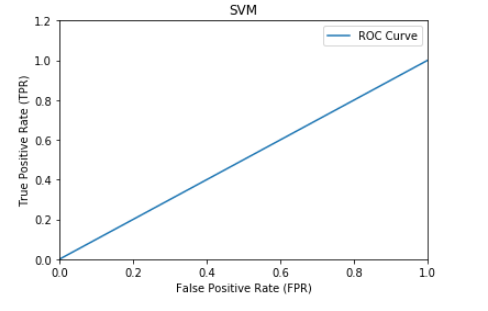 SVM
ROC Curve
1.2
1.0
0.8
0.6
0.4
0.2
0.0
True Positive Rate (TPR)
0.0 0.2 0.4 0.6 0.8 1.0
False Positive Rate (FPR)